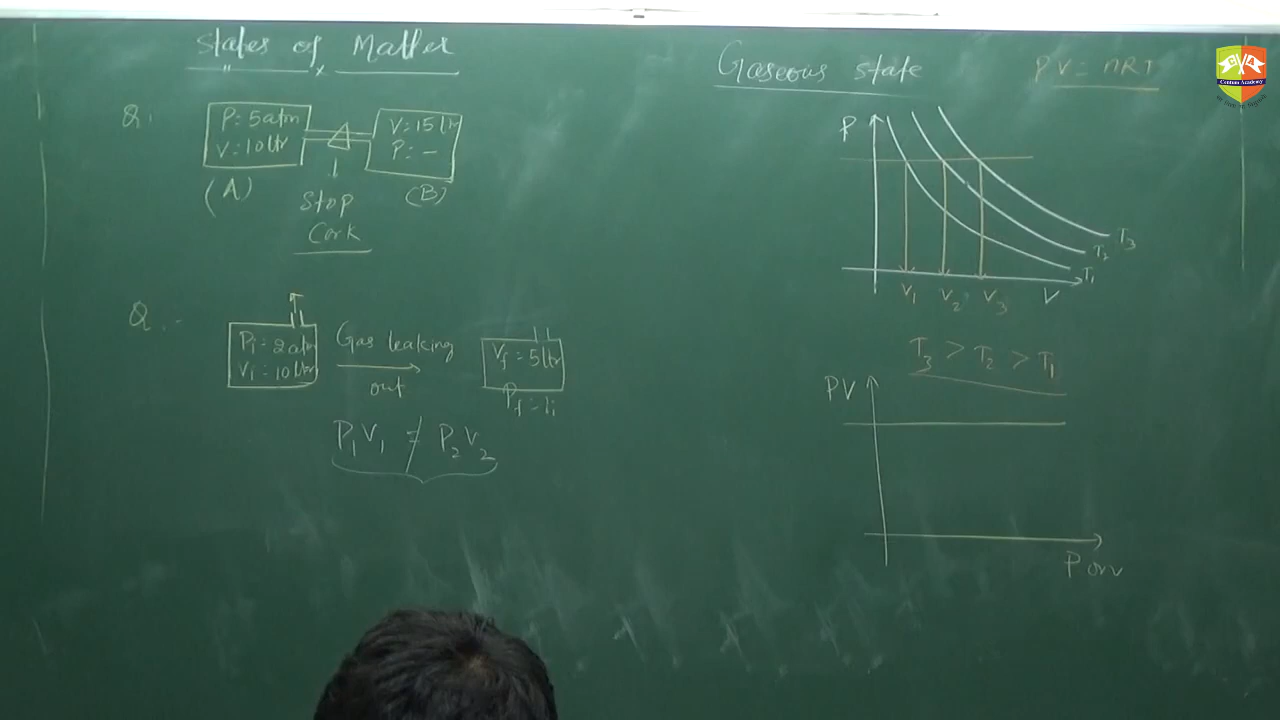 States of Matter
Q.
P = 5 atm
V = 10 ltr
(A)
V = 15 ltr
P = —
(B)
Stop
Cork
Q.
Pi = 2 atm
Vi = 10 ltr
Gas leaking
out
Vf = 5 ltr
P1V1 ≠ P2V2
Gaseous state
PV = nRT
P
T3
T2
T1
V1 V2 V3 V
T3 > T2 > T1
PV
P or V
Centum Academy